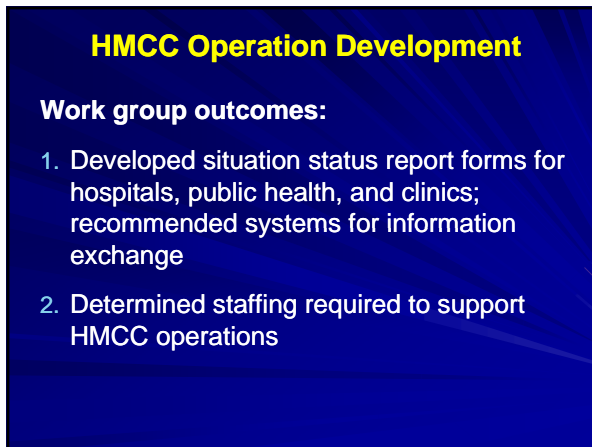 HMCC Operation Development
Work group outcomes:
1. Developed situation status report forms for
hospitals, public health, and clinics;
recommended systems for information
exchange
2. Determined staffing required to support
HMCC operations